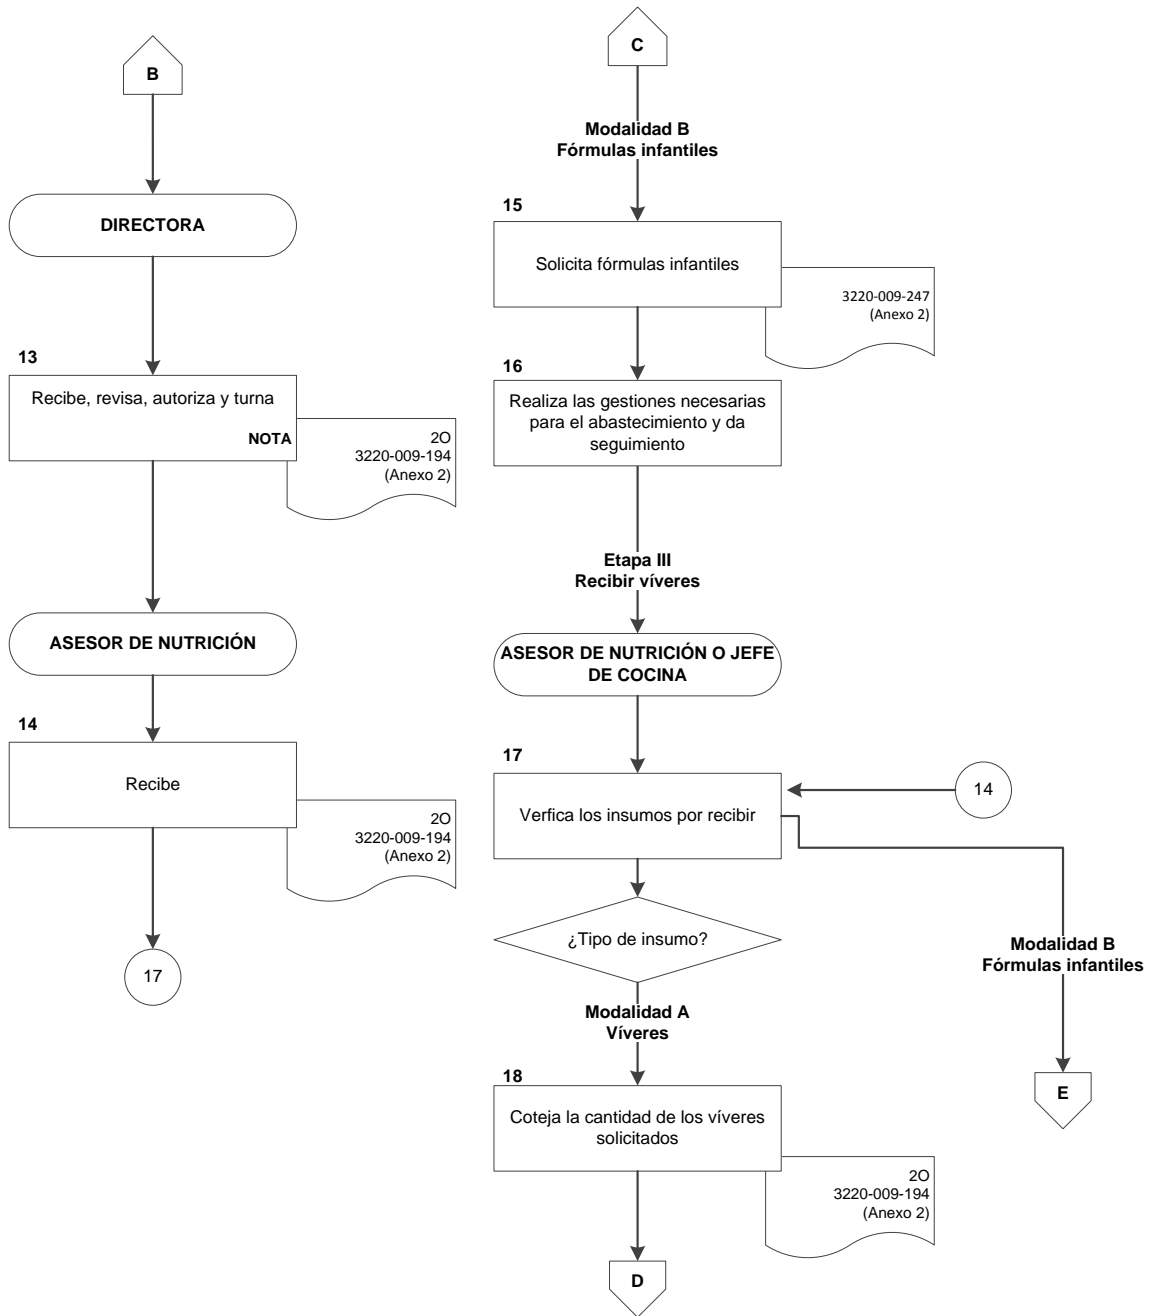 B
DIRECTORA
13
Recibe, revisa, autoriza y turna
NOTA
2O
3220-009-194
(Anexo 2)
ASESOR DE NUTRICIÓN
14
Recibe
2O
3220-009-194
(Anexo 2)
17
C
Modalidad B
Fórmulas infantiles
15
Solicita fórmulas infantiles
3220-009-247
(Anexo 2)
16
Realiza las gestiones necesarias
para el abastecimiento y da
seguimiento
Etapa III
Recibir víveres
ASESOR DE NUTRICIÓN O JEFE
DE COCINA
17
Verfica los insumos por recibir
14
¿Tipo de insumo?
Modalidad B
Fórmulas infantiles
E
Modalidad A
Víveres
18
Coteja la cantidad de los víveres
solicitados
2O
3220-009-194
(Anexo 2)
D